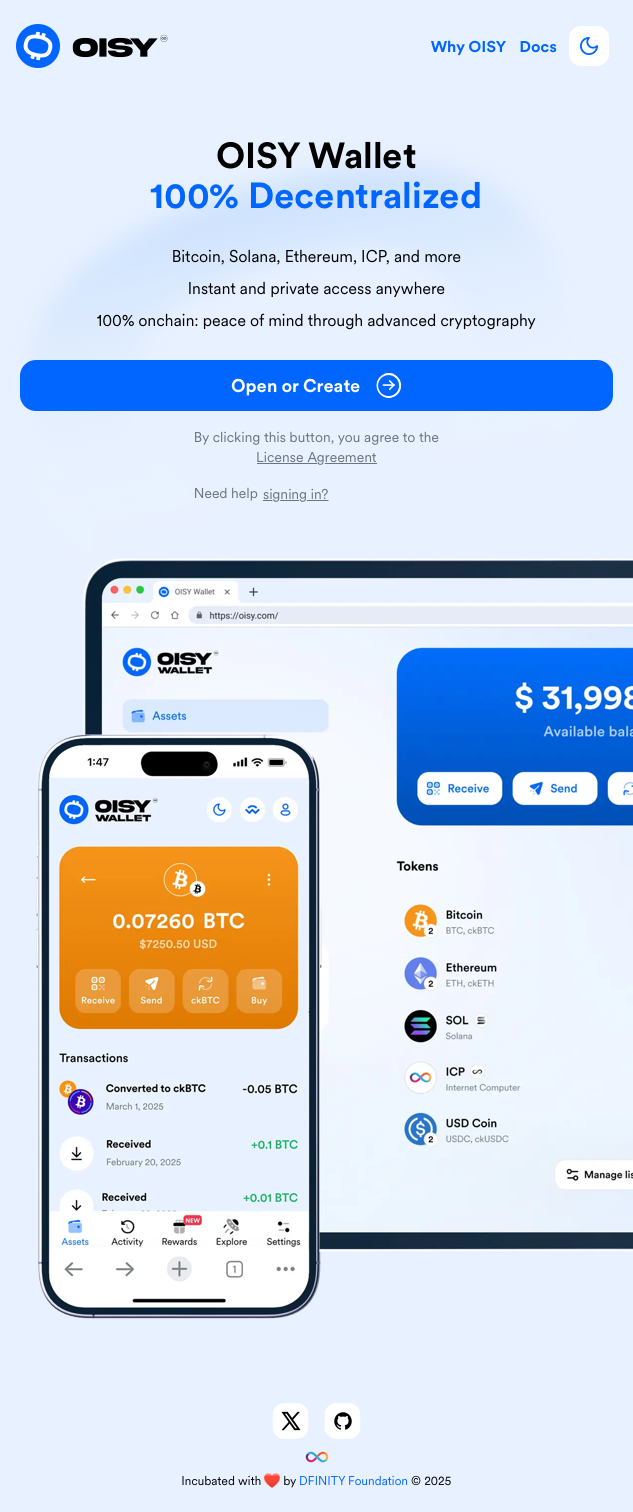 OISY
Why OISY
Docs
OISY Wallet
100% Decentralized
Bitcoin, Solana, Ethereum, ICP, and more
Instant and private access anywhere
100% onchain: peace of mind through advanced cryptography
Open or Create
By clicking this button, you agree to the
License Agreement
Need help signing in?
OISY Wallet
https://oisy.com/
OISY
WALLET
Assets
$ 31,998
Available bala
Receive
Send
Tokens
Bitcoin
BTC, ckBTC
2
Ethereum
ETH, ckETH
2
SOL
Solana
ICP
Internet Computer
USD Coin
USDC, ckUSDC
2
Manage lis
1:47
OISY
WALLET
0.07260 BTC
$7250.50 USD
Receive
Send
ckBTC
Buy
Transactions
Converted to ckBTC
-0.05 BTC
March 1, 2025
Received
+0.1 BTC
February 20, 2025
Received
+0.01 BTC
NEW
Assets
Activity
Rewards
Explore
Settings
1
Incubated with ❤️ by DFINITY Foundation © 2025